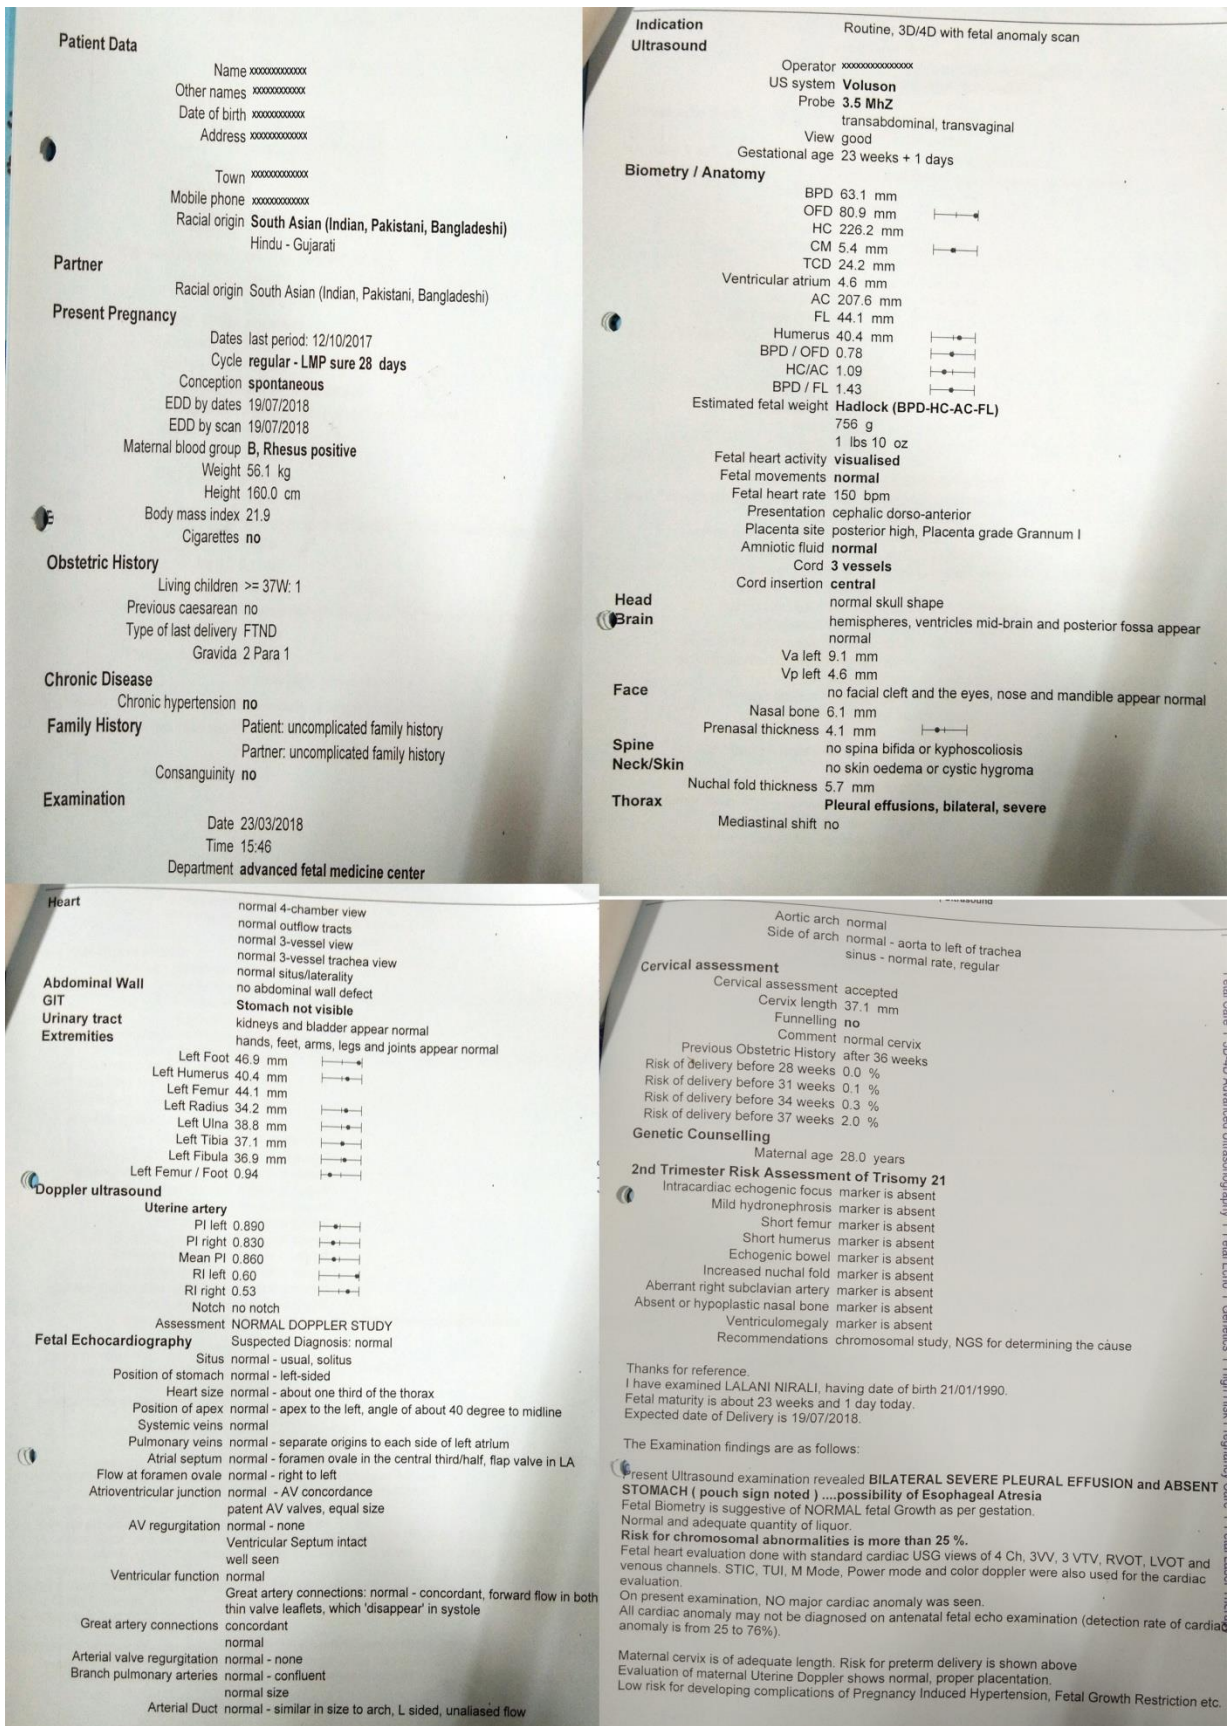 Patient Data
Name xxxxxxxxxxxx
Other names xxxxxxxxxxx
Date of birth xxxxxxxxxxx
Address xxxxxxxxxxxx
Town xxxxxxxxxxxx
Mobile phone xxxxxxxxxxxx
Racial origin South Asian (Indian, Pakistani, Bangladeshi)
Hindu - Gujarati
Partner
Racial origin South Asian (Indian, Pakistani, Bangladeshi)
Present Pregnancy
Dates last period: 12/10/2017
Cycle regular - LMP sure 28 days
Conception spontaneous
EDD by dates 19/07/2018
EDD by scan 19/07/2018
Maternal blood group B, Rhesus positive
Weight 56.1 kg
Height 160.0 cm
Body mass index 21.9
Cigarettes no
Obstetric History
Living children >= 37W: 1
Previous caesarean no
Type of last delivery FTND
Gravida 2 Para 1
Chronic Disease
Chronic hypertension no
Family History Patient: uncomplicated family history
Partner: uncomplicated family history
Consanguinity no
Examination
Date 23/03/2018
Time 15:46
Department advanced fetal medicine center
Indication Routine, 3D/4D with fetal anomaly scan
Ultrasound
Operator xxxxxxxxxxxxxxx
US system Voluson
Probe 3.5 MhZ
transabdominal, transvaginal
View good
Gestational age 23 weeks + 1 days
Biometry / Anatomy
BPD 63.1 mm
OFD 80.9 mm
HC 226.2 mm
CM 5.4 mm
TCD 24.2 mm
Ventricular atrium 4.6 mm
AC 207.6 mm
FL 44.1 mm
Humerus 40.4 mm
BPD / OFD 0.78
HC/AC 1.09
BPD / FL 1.43
Estimated fetal weight Hadlock (BPD-HC-AC-FL)
756 g
1 lbs 10 oz
Fetal heart activity visualised
Fetal movements normal
Fetal heart rate 150 bpm
Presentation cephalic dorso-anterior
Placenta site posterior high, Placenta grade Grannum I
Amniotic fluid normal
Cord 3 vessels
Cord insertion central
Head normal skull shape
Brain hemispheres, ventricles mid-brain and posterior fossa appear
normal
Va left 9.1 mm
Vp left 4.6 mm
Face no facial cleft and the eyes, nose and mandible appear normal
Nasal bone 6.1 mm
Prenasal thickness 4.1 mm
Spine no spina bifida or kyphoscoliosis
Neck/Skin no skin oedema or cystic hygroma
Nuchal fold thickness 5.7 mm
Thorax Pleural effusions, bilateral, severe
Mediastinal shift no
Heart normal 4-chamber view
normal outflow tracts
normal 3-vessel view
normal 3-vessel trachea view
normal situs/laterality
Abdominal Wall no abdominal wall defect
GIT Stomach not visible
Urinary tract kidneys and bladder appear normal
Extremities hands, feet, arms, legs and joints appear normal
Left Foot 46.9 mm
Left Humerus 40.4 mm
Left Femur 44.1 mm
Left Radius 34.2 mm
Left Ulna 38.8 mm
Left Tibia 37.1 mm
Left Fibula 36.9 mm
Left Femur / Foot 0.94
Doppler ultrasound
Uterine artery
PI left 0.890
PI right 0.830
Mean PI 0.860
RI left 0.60
RI right 0.53
Notch no notch
Assessment NORMAL DOPPLER STUDY
Fetal Echocardiography Suspected Diagnosis: normal
Situs normal - usual, solitus
Position of stomach normal - left-sided
Heart size normal - about one third of the thorax
Position of apex normal - apex to the left, angle of about 40 degree to midline
Systemic veins normal
Pulmonary veins normal - separate origins to each side of left atrium
Atrial septum normal - foramen ovale in the central third/half, flap valve in LA
Flow at foramen ovale normal - right to left
Atrioventricular junction normal - AV concordance
patent AV valves, equal size
AV regurgitation normal - none
Ventricular Septum intact
well seen
Ventricular function normal
Great artery connections: normal - concordant, forward flow in both
thin valve leaflets, which 'disappear' in systole
Great artery connections concordant
normal
Arterial valve regurgitation normal - none
Branch pulmonary arteries normal - confluent
normal size
Arterial Duct normal - similar in size to arch, L sided, unaliased flow
Aortic arch normal
Side of arch normal - aorta to left of trachea
sinus - normal rate, regular
Cervical assessment
Cervical assessment accepted
Cervix length 37.1 mm
Funnelling no
Comment normal cervix
Previous Obstetric History after 36 weeks
Risk of delivery before 28 weeks 0.0 %
Risk of delivery before 31 weeks 0.1 %
Risk of delivery before 34 weeks 0.3 %
Risk of delivery before 37 weeks 2.0 %
Genetic Counselling
Maternal age 28.0 years
2nd Trimester Risk Assessment of Trisomy 21
Intracardiac echogenic focus marker is absent
Mild hydronephrosis marker is absent
Short femur marker is absent
Short humerus marker is absent
Echogenic bowel marker is absent
Increased nuchal fold marker is absent
Aberrant right subclavian artery marker is absent
Absent or hypoplastic nasal bone marker is absent
Ventriculomegaly marker is absent
Recommendations chromosomal study, NGS for determining the cause
Thanks for reference.
I have examined LALANI NIRALI, having date of birth 21/01/1990.
Fetal maturity is about 23 weeks and 1 day today.
Expected date of Delivery is 19/07/2018.
The Examination findings are as follows:
Present Ultrasound examination revealed BILATERAL SEVERE PLEURAL EFFUSION and ABSENT
STOMACH ( pouch sign noted ) ....possibility of Esophageal Atresia
Fetal Biometry is suggestive of NORMAL fetal Growth as per gestation.
Normal and adequate quantity of liquor.
Risk for chromosomal abnormalities is more than 25 %.
Fetal heart evaluation done with standard cardiac USG views of 4 Ch, 3VV, 3 VTV, RVOT, LVOT and
venous channels. STIC, TUI, M Mode, Power mode and color doppler were also used for the cardiac
evaluation.
On present examination, NO major cardiac anomaly was seen.
All cardiac anomaly may not be diagnosed on antenatal fetal echo examination (detection rate of cardiac
anomaly is from 25 to 76%).
Maternal cervix is of adequate length. Risk for preterm delivery is shown above
Evaluation of maternal Uterine Doppler shows normal, proper placentation.
Low risk for developing complications of Pregnancy Induced Hypertension, Fetal Growth Restriction etc.